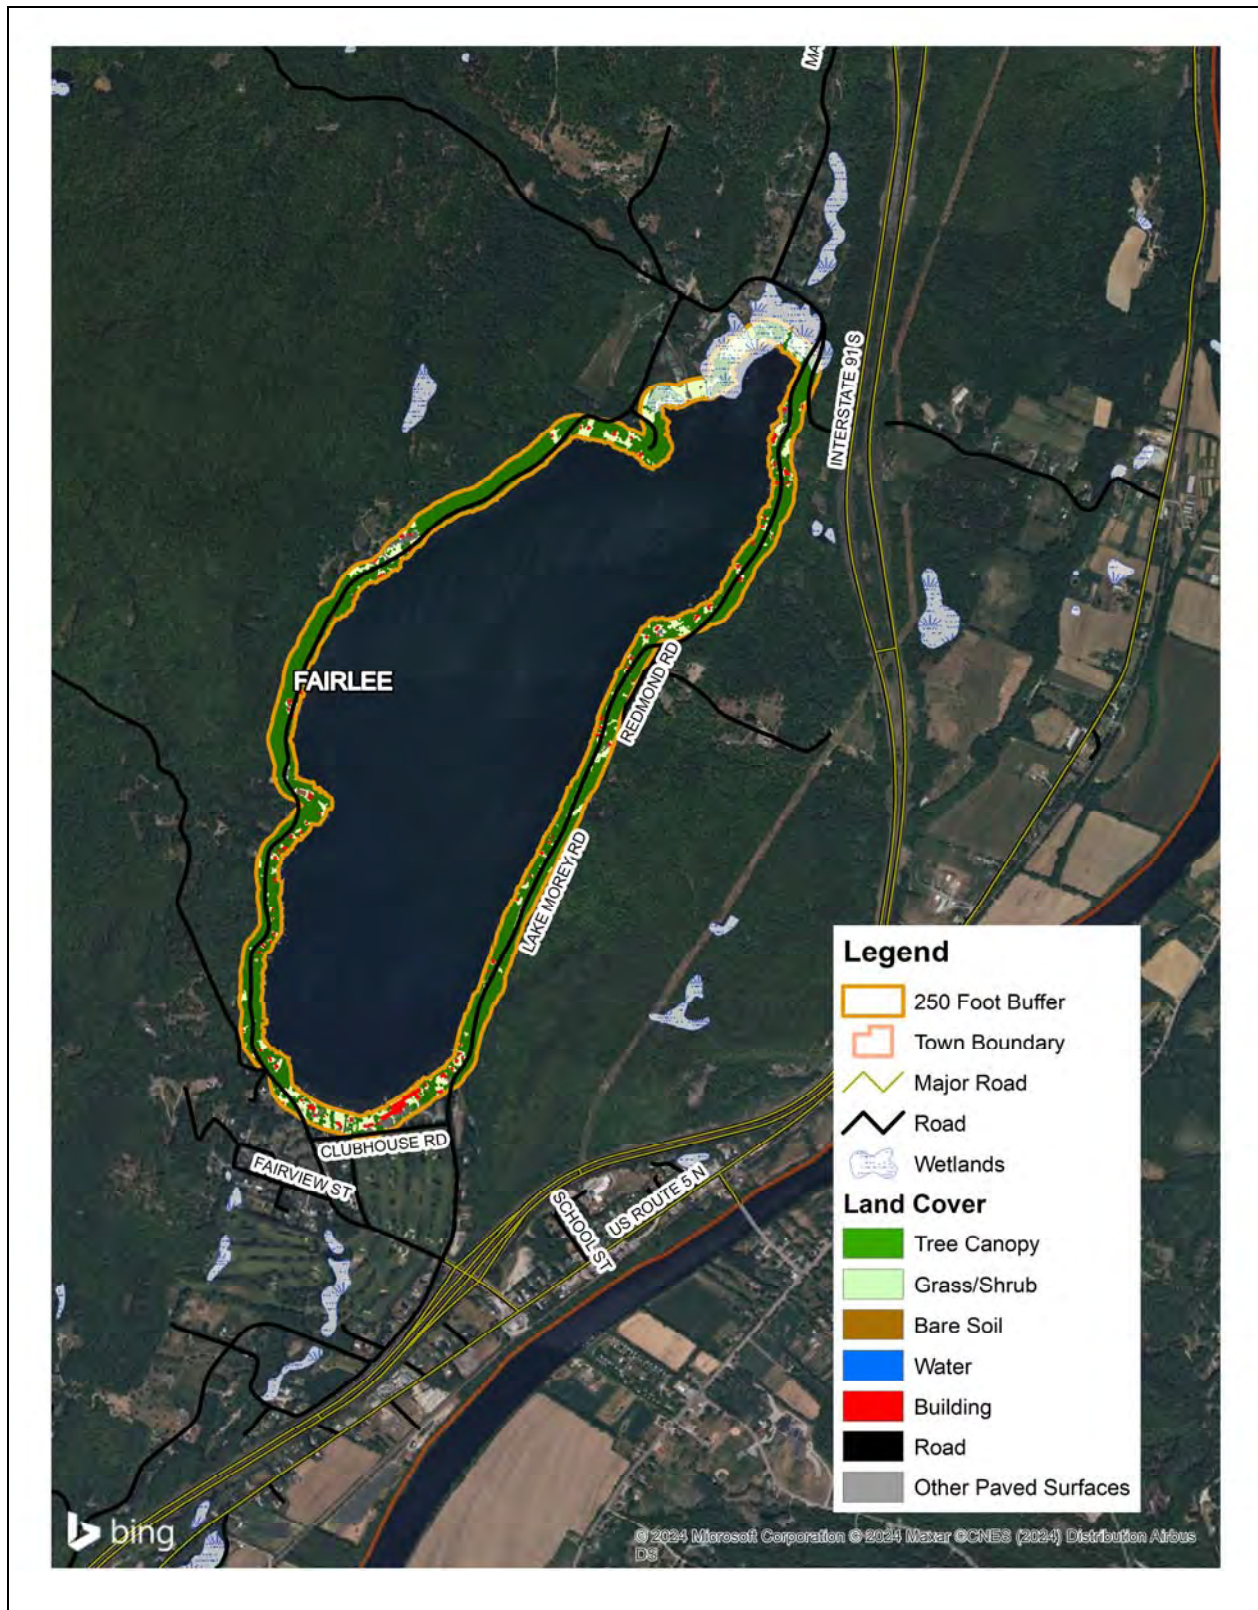 MA
INTERSTATE 91 S
FAIRLEE
REDMOND RD
LAKE MOREY RD
CLUBHOUSE RD
FAIRVIEW ST
SCHOOL ST
US ROUTE 5 N
Legend
250 Foot Buffer
Town Boundary
Major Road
Road
Wetlands
Land Cover
Tree Canopy
Grass/Shrub
Bare Soil
Water
Building
Road
Other Paved Surfaces
bing
© 2024 Microsoft Corporation © 2024 Maxar ©CNES (2024) Distribution Airbus
DS